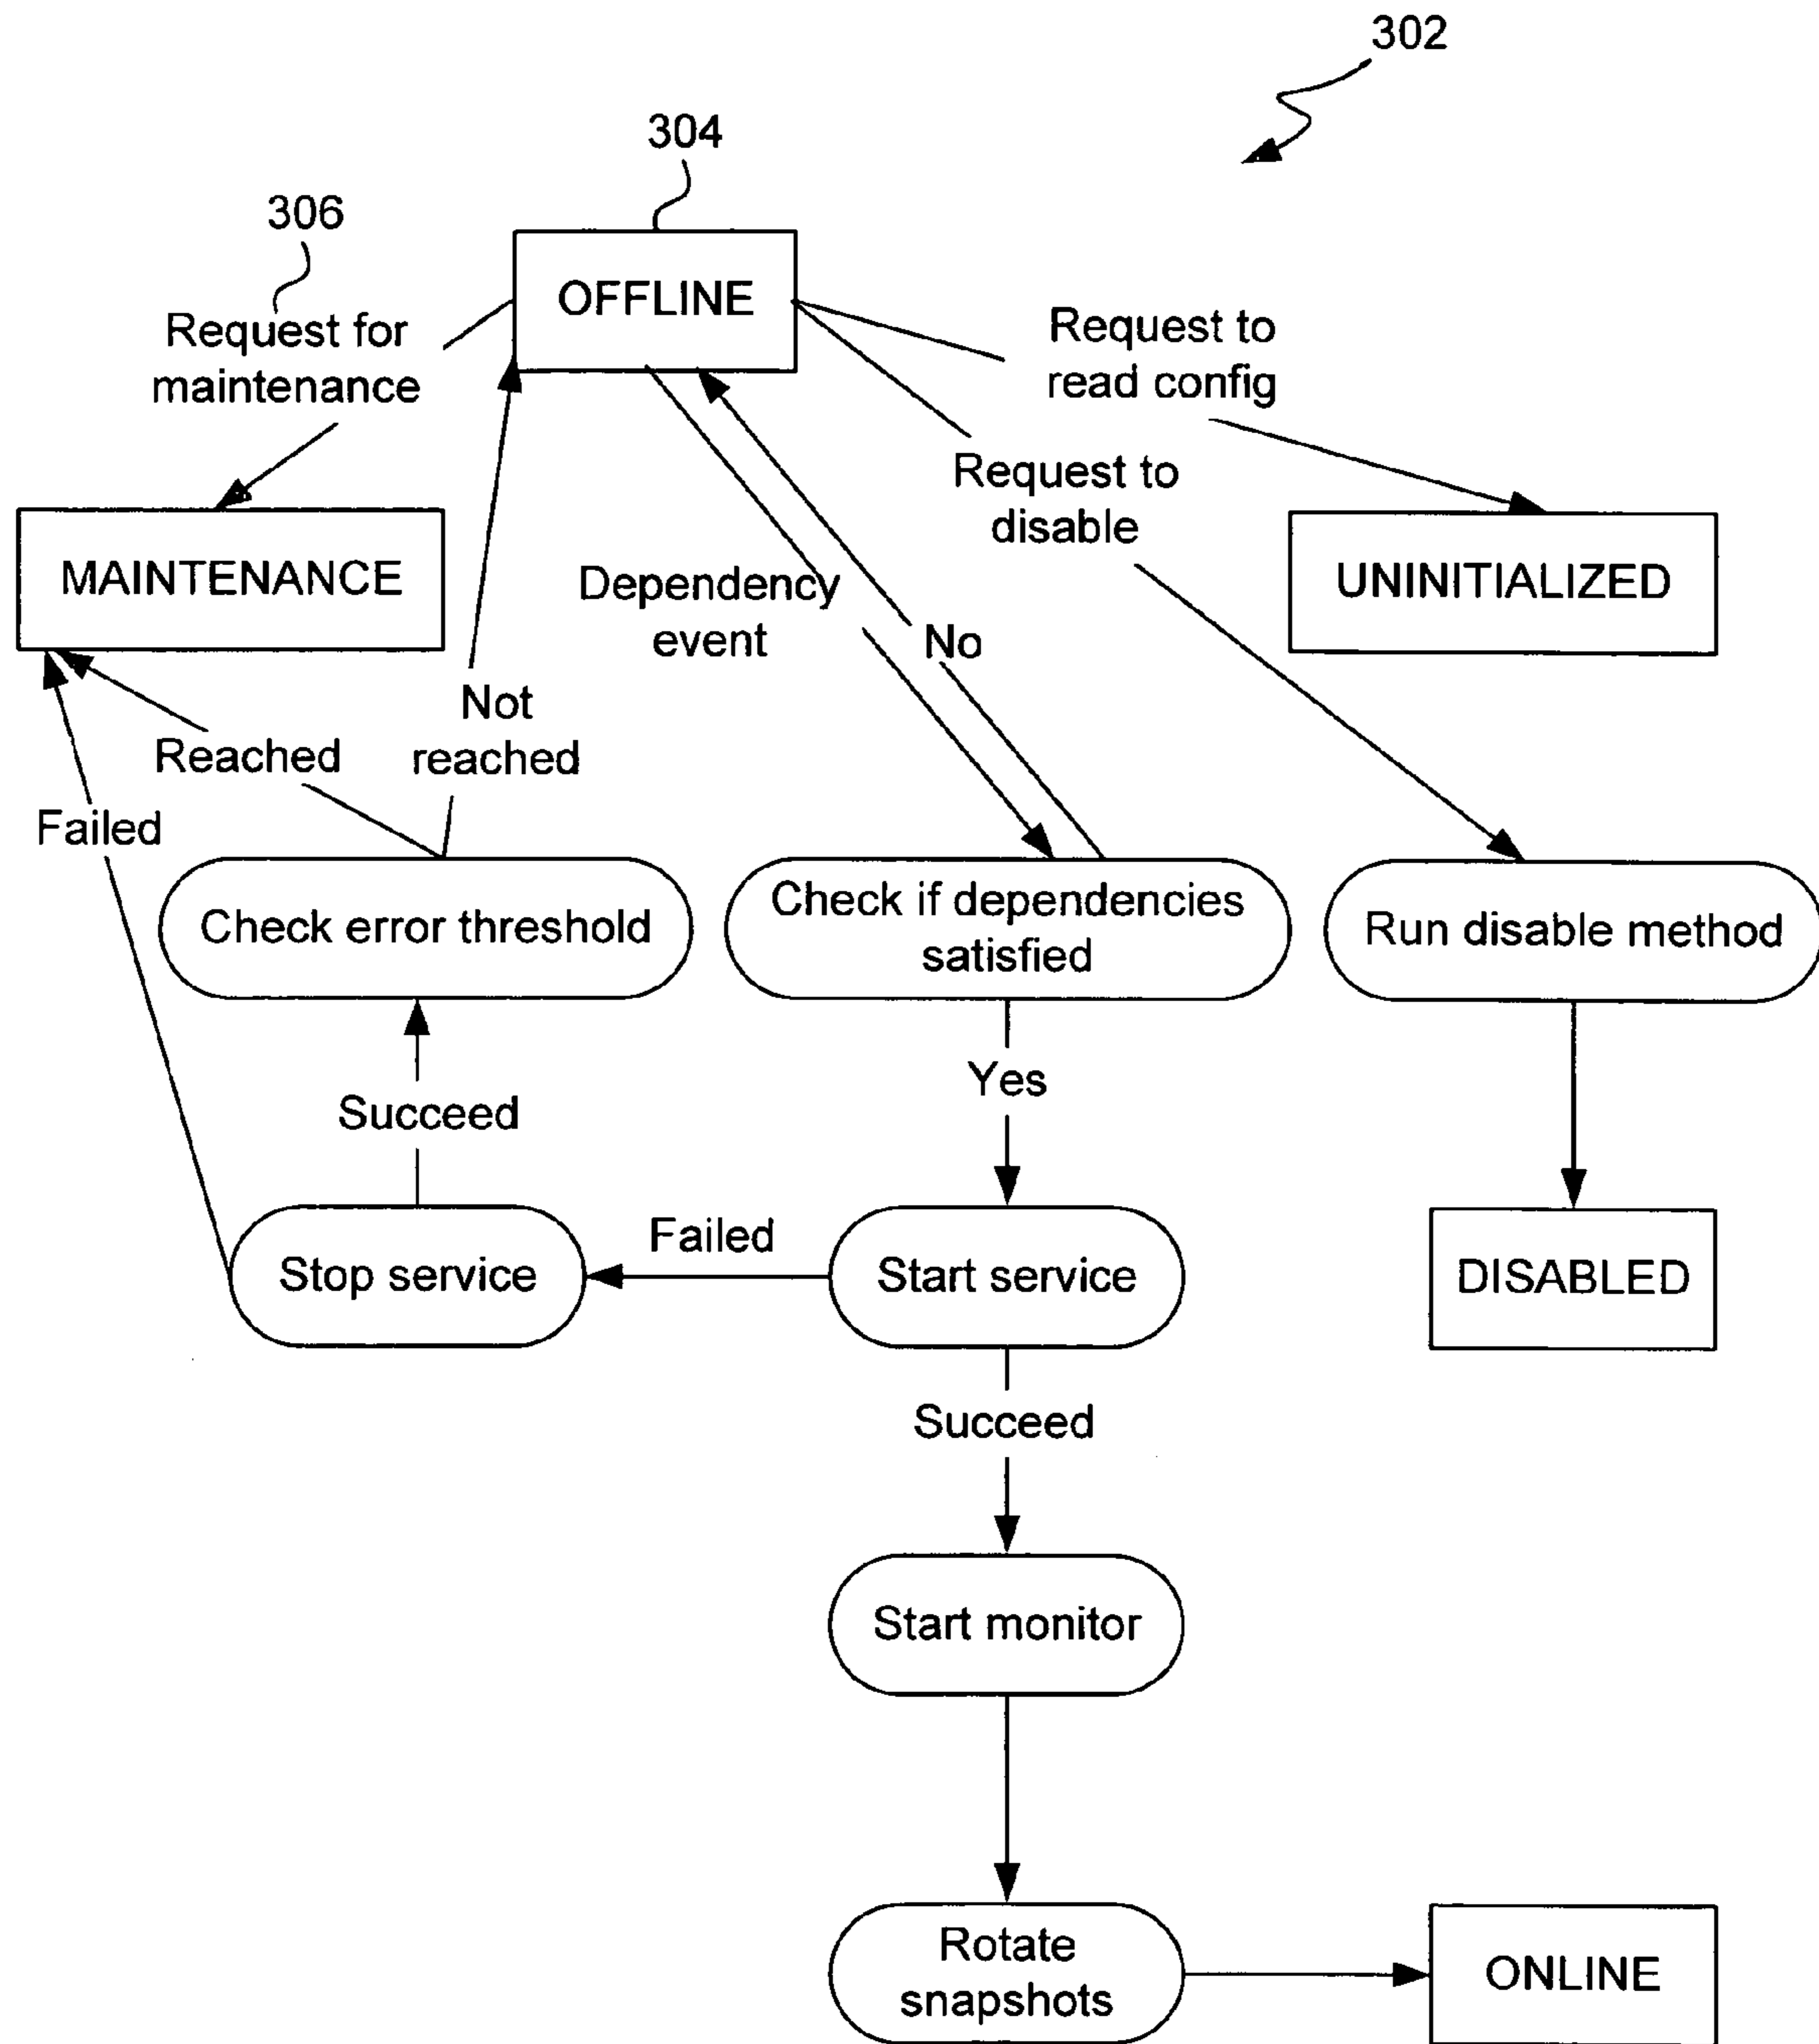 302
304
306
OFFLINE
Request for
maintenance
Request to
read config
Request to
disable
MAINTENANCE
Dependency
event
No
UNINITIALIZED
Not
reached
Reached
Failed
Check error threshold
Check if dependencies
satisfied
Run disable method
Yes
Succeed
Failed
Stop service
Start service
DISABLED
Succeed
Start monitor
Rotate
snapshots
ONLINE